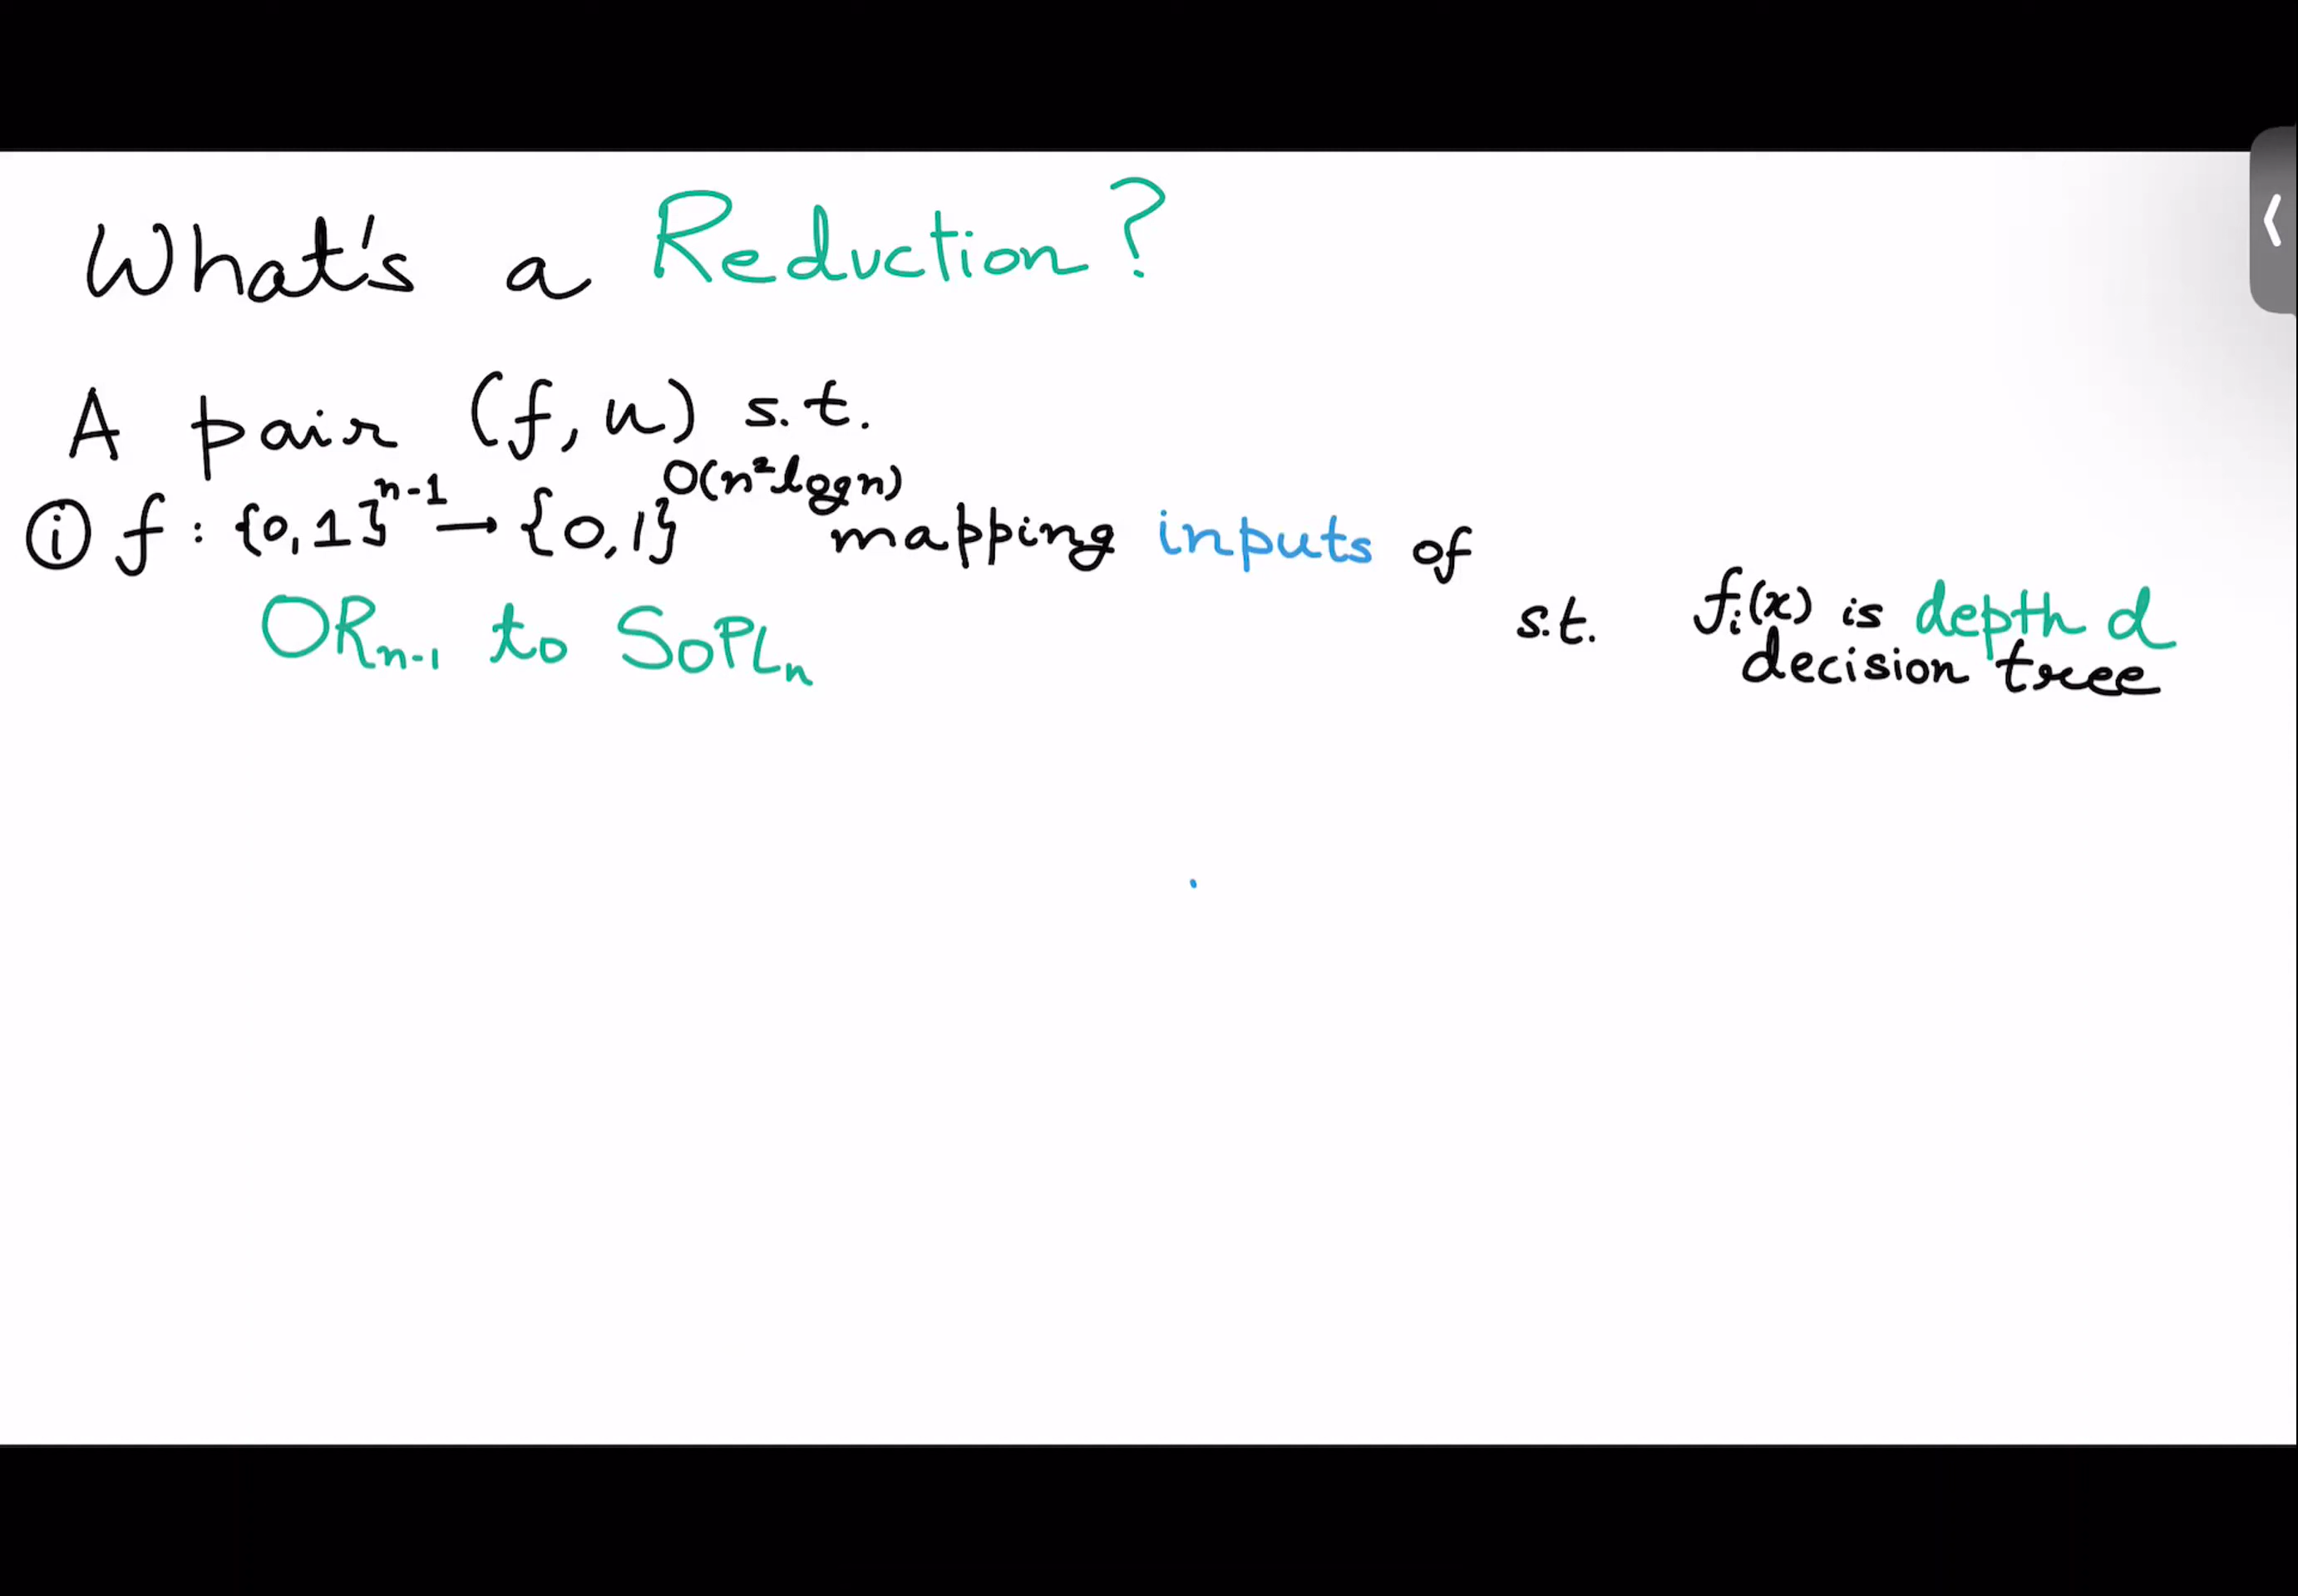 What's a Reduction?
A pair (f, u) s.t.
ⓘ f : {0,1}^{n-1} → {0,1}^{O(n² log n)} mapping inputs of
OR_{n-1} to SoPL_n s.t. f_i(x) is depth d
decision tree